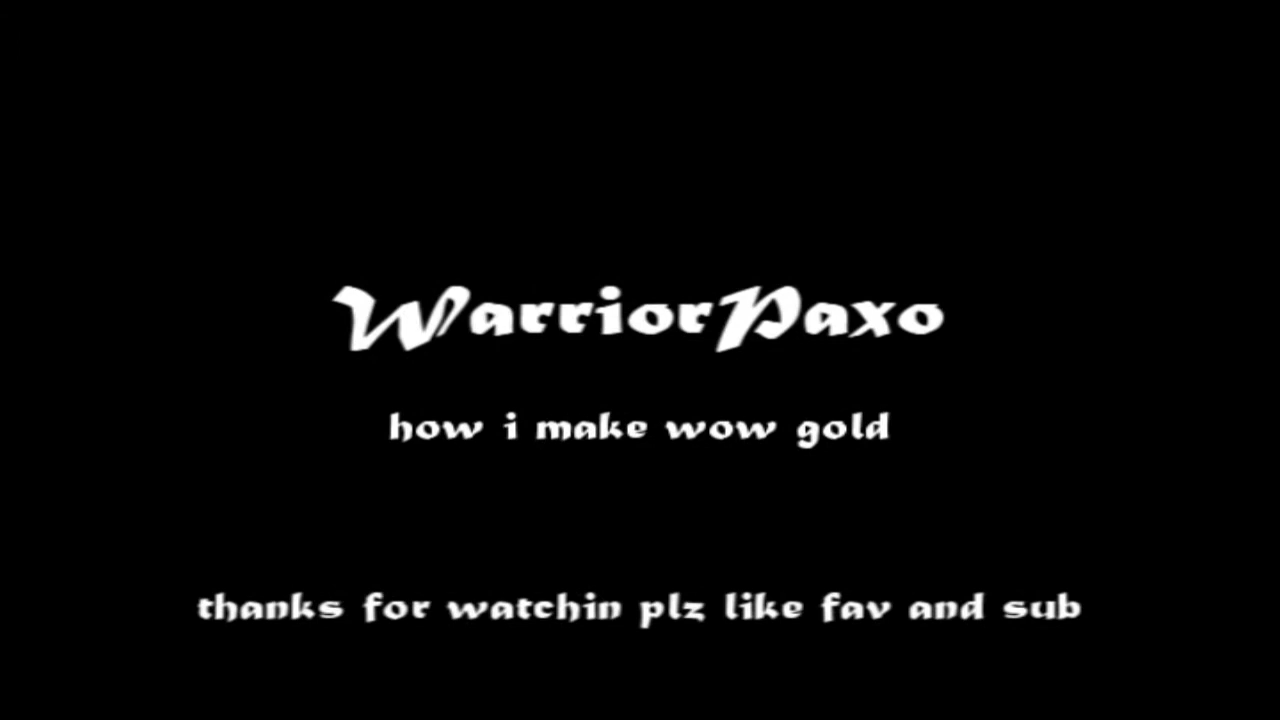 WarriorPaxo
how i make wow gold
thanks for watchin plz like fav and sub